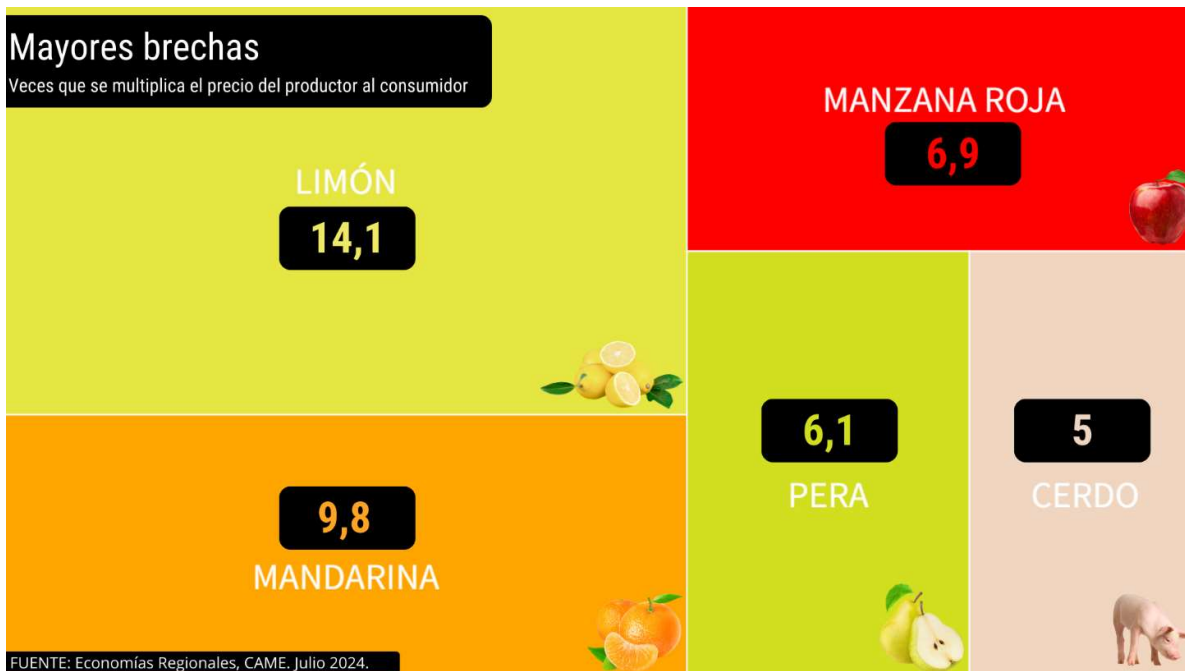 Mayores brechas
Veces que se multiplica el precio del productor al consumidor
LIMÓN
14,1
MANZANA ROJA
6,9
9,8
MANDARINA
6,1
PERA
5
CERDO
FUENTE: Economías Regionales, CAME. Julio 2024.